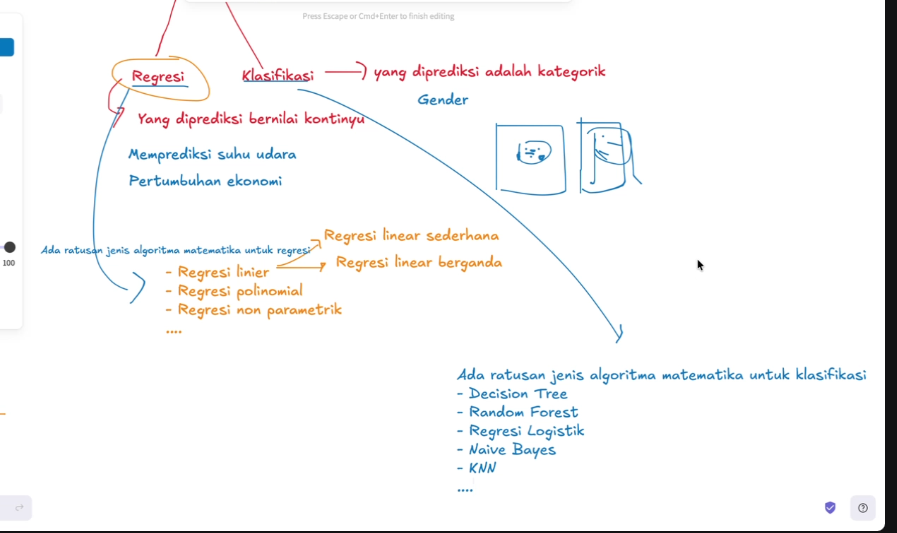 Press Escape or Cmd+Enter to finish editing
Regresi
Klasifikasi
yang diprediksi adalah kategorik
Gender
Yang diprediksi bernilai kontinyu
Memprediksi suhu udara
Pertumbuhan ekonomi
100
Ada ratusan jenis algoritma matematika untuk regresi
Regresi linear sederhana
Regresi linear berganda
- Regresi linier
- Regresi polinomial
- Regresi non parametrik
....
Ada ratusan jenis algoritma matematika untuk klasifikasi
- Decision Tree
- Random Forest
- Regresi Logistik
- Naive Bayes
- KNN
....